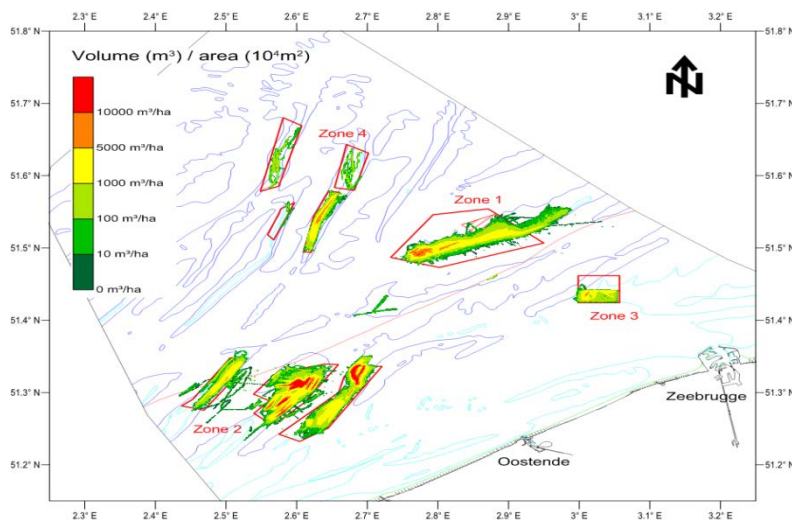 2.3° E 2.4° E 2.5° E 2.6° E 2.7° E 2.8° E 2.9° E 3° E 3.1° E 3.2° E
51.8° N 51.8° N
Volume (m³) / area (10⁴m²)
N
51.7° N 51.7° N
10000 m³/ha
Zone 4
5000 m³/ha
51.6° N 51.6° N
1000 m³/ha
Zone 1
100 m³/ha
51.5° N 51.5° N
10 m³/ha
0 m³/ha
51.4° N 51.4° N
Zone 3
51.3° N 51.3° N
Zeebrugge
Zone 2
Oostende
51.2° N 51.2° N
2.3° E 2.4° E 2.5° E 2.6° E 2.7° E 2.8° E 2.9° E 3° E 3.1° E 3.2° E